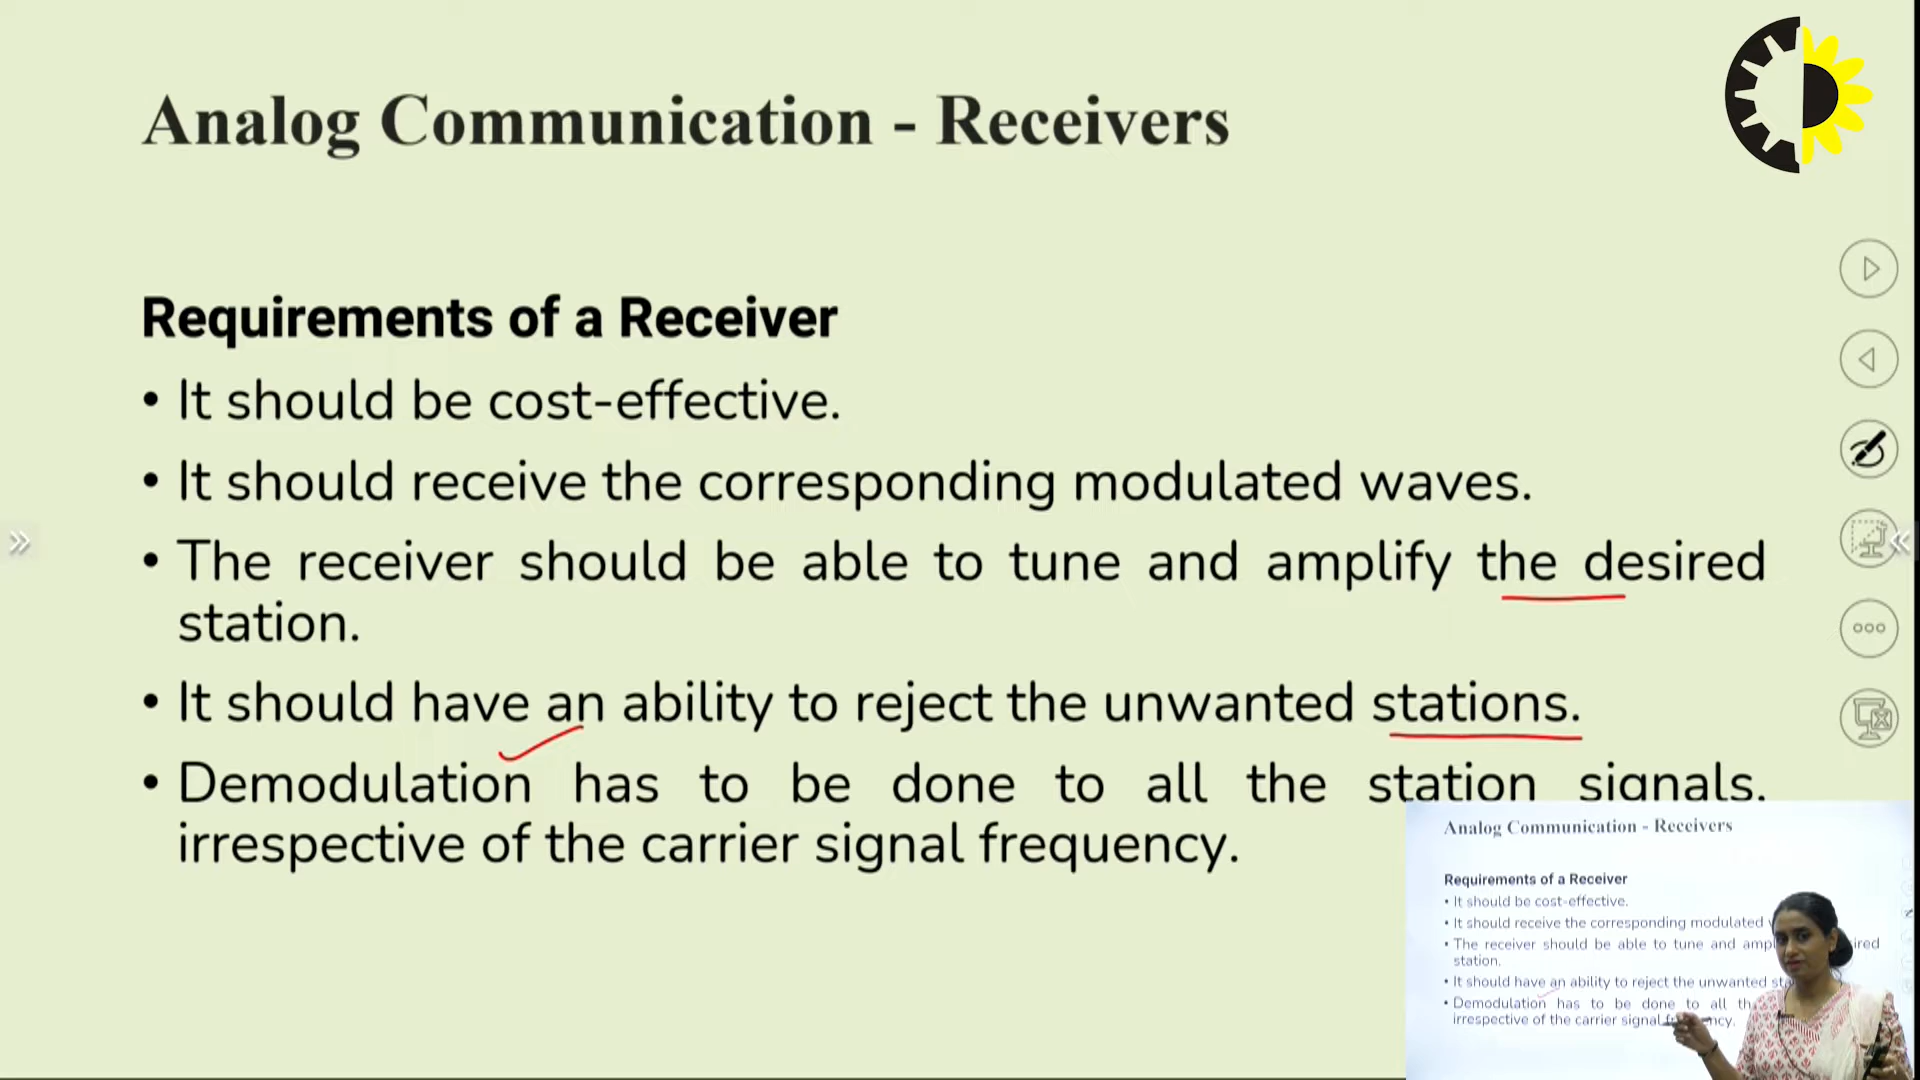 Analog Communication - Receivers
Requirements of a Receiver
• It should be cost-effective.
• It should receive the corresponding modulated waves.
• The receiver should be able to tune and amplify the desired
station.
• It should have an ability to reject the unwanted stations.
• Demodulation has to be done to all the station signals,
irrespective of the carrier signal frequency.
Analog Communication - Receivers
Requirements of a Receiver
• It should be cost-effective.
• It should receive the corresponding modulated
• The receiver should be able to tune and
station.
• It should have an ability to reject the unwanted
• Demodulation has to be done to all
irrespective of the carrier signal